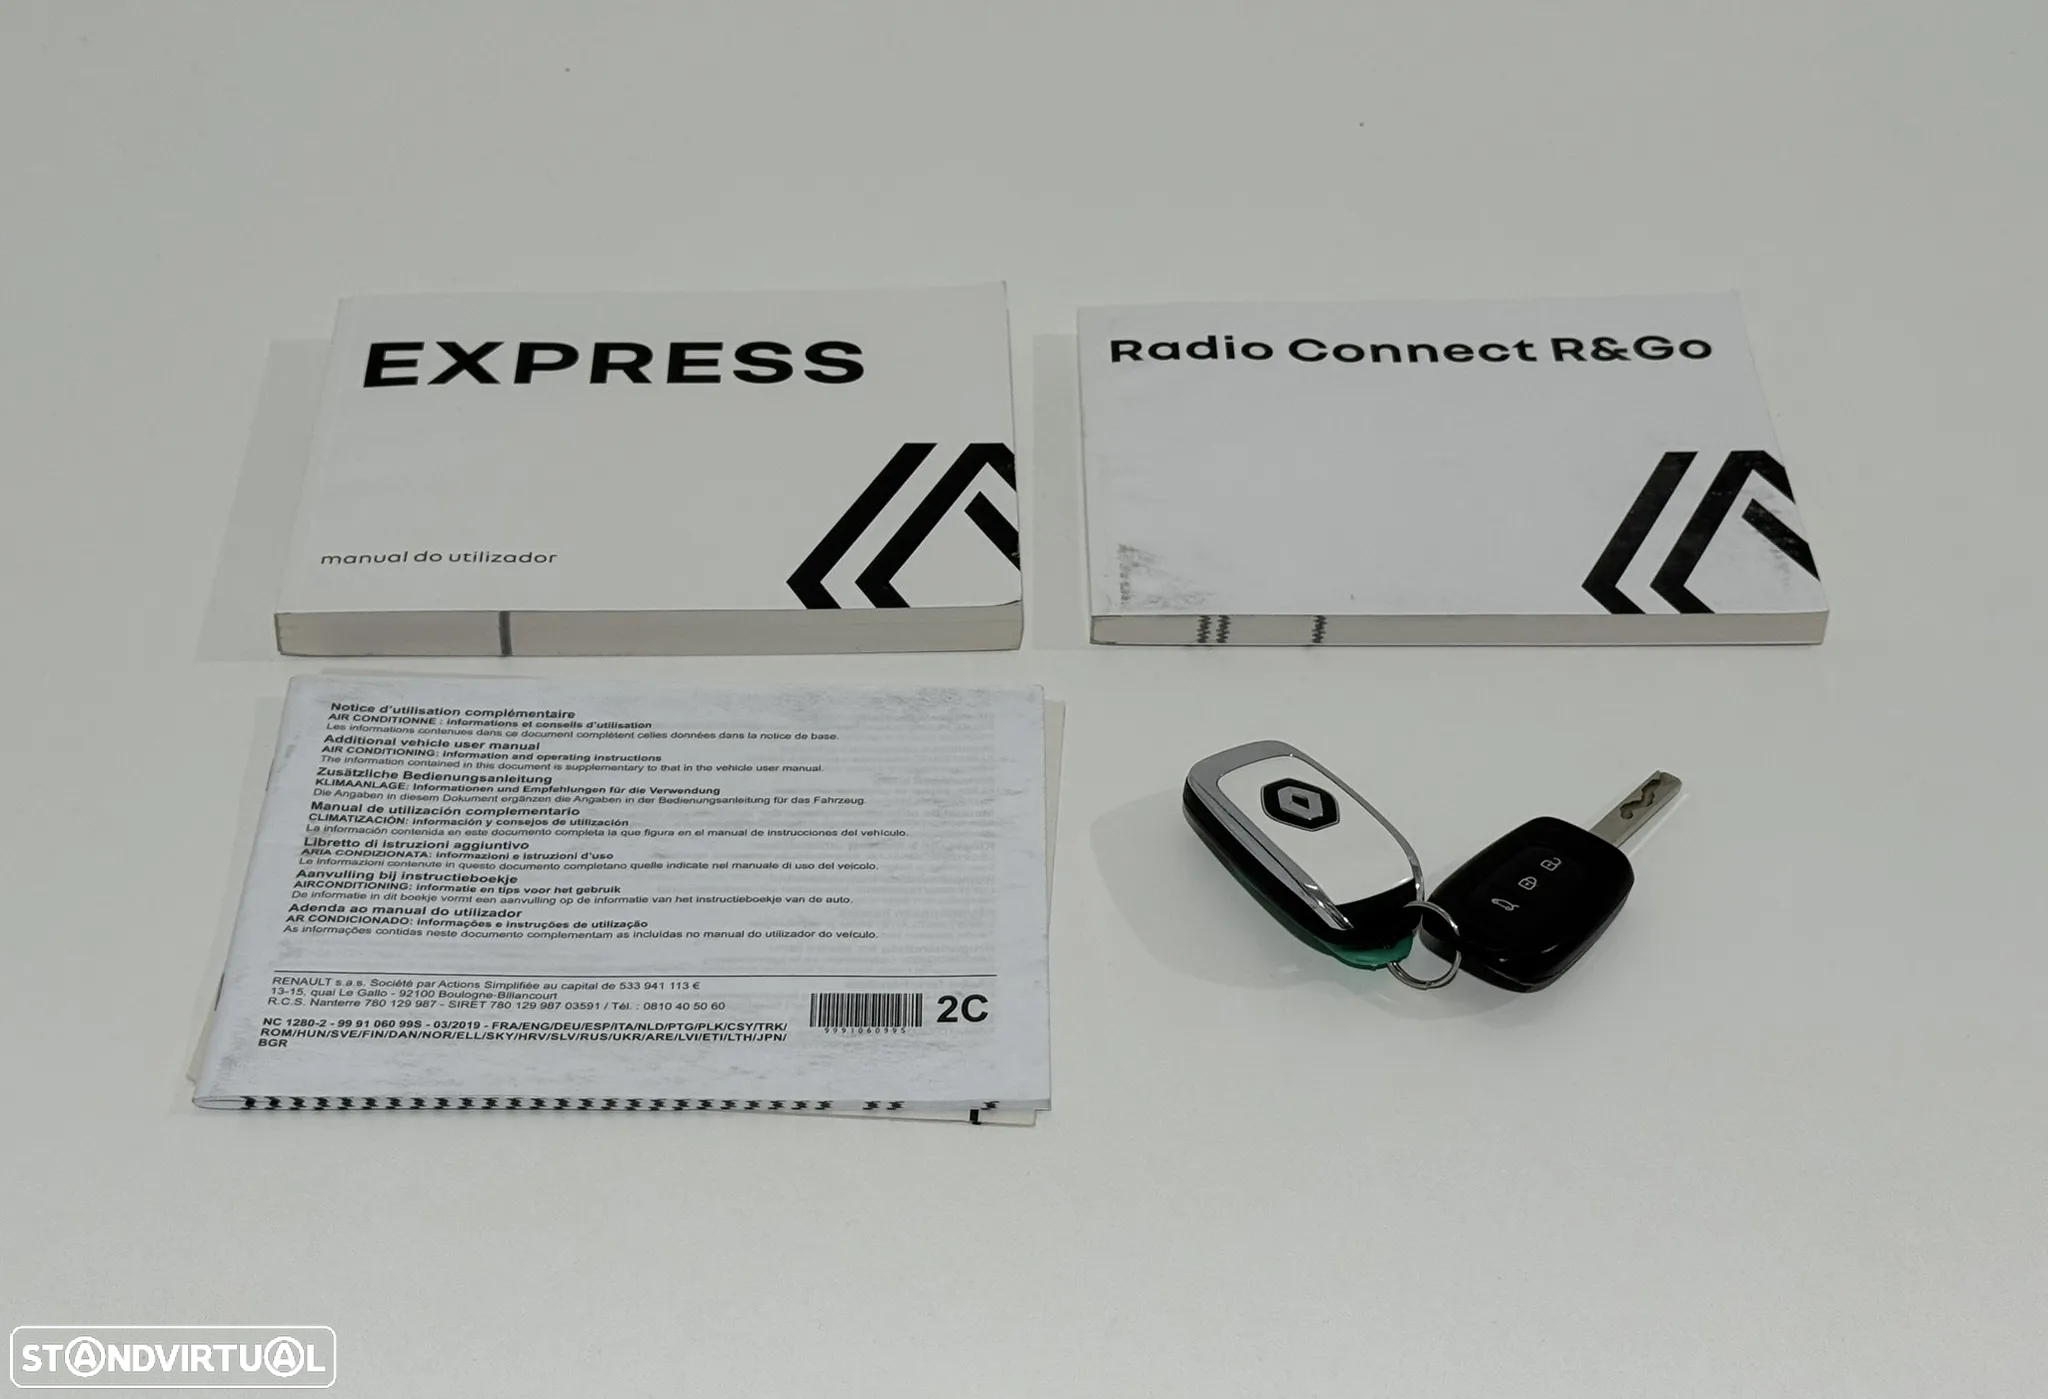 EXPRESS
manual do utilizador
Radio Connect R&Go
Notice d'utilisation complémentaire
AIR CONDITIONNE : informations et conseils d'utilisation
Les informations contenues dans ce document complètent celles données dans la notice de base.
Additional vehicle user manual
AIR CONDITIONING: information and operating instructions
The information contained in this document is supplementary to that in the vehicle user manual.
Zusätzliche Bedienungsanleitung
KLIMAANLAGE: Informationen und Empfehlungen für die Verwendung
Die Angaben in diesem Dokument ergänzen die Angaben in der Bedienungsanleitung für das Fahrzeug.
Manual de utilización complementario
CLIMATIZACIÓN: información y consejos de utilización
La información contenida en este documento completa la que figura en el manual de instrucciones del vehículo.
Libretto di istruzioni aggiuntivo
ARIA CONDIZIONATA: informazioni e istruzioni d'uso
Le informazioni contenute in questo documento completano quelle indicate nel manuale di uso del veicolo.
Aanvulling bij instructieboekje
AIRCONDITIONING: informatie en tips voor het gebruik
De informatie in dit boekje vormt een aanvulling op de informatie van het instructieboekje van de auto.
Adenda ao manual do utilizador
AR CONDICIONADO: informações e instruções de utilização
As informações contidas neste documento complementam as incluídas no manual do utilizador do veículo.
RENAULT s.a.s. Société par Actions Simplifiée au capital de 533 941 113 €
13-15, quai Le Gallo - 92100 Boulogne-Billancourt
R.C.S. Nanterre 780 129 987 - SIRET 780 129 987 03591 / Tél. : 0810 40 50 60
NC 1280-2 - 99 91 060 99S - 03/2019 - FRA/ENG/DEU/ESP/ITA/NLD/PTG/PLK/CSY/TRK/
ROM/HUN/SVE/FIN/DAN/NOR/ELL/SKY/HRV/SLV/RUS/UKR/ARE/LVI/ETI/LTH/JPN/
BGR
999106099S
2C
STANDVIRTUAL